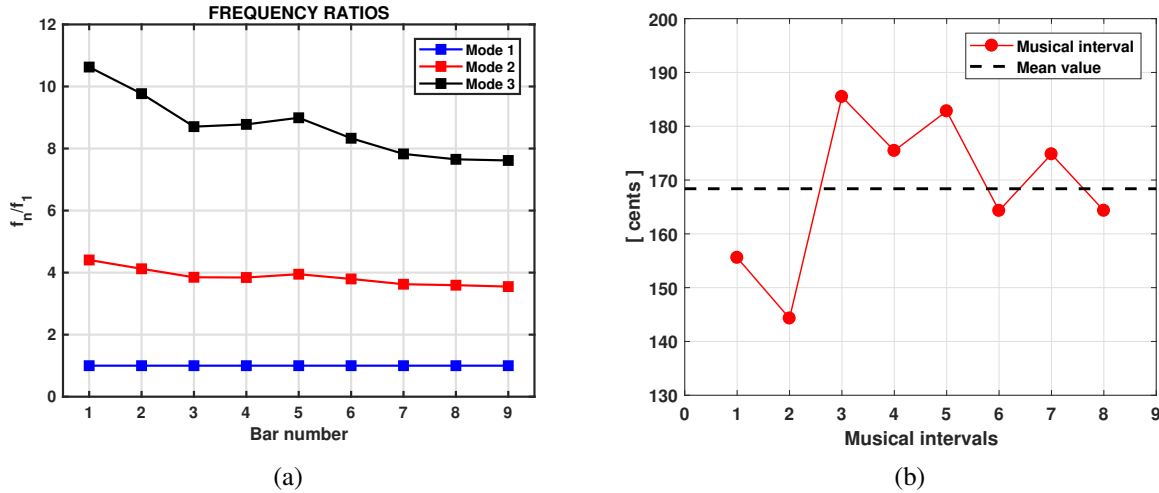 FREQUENCY RATIOS
12
10
8
6
4
2
0
f_n/f_1
Mode 1
Mode 2
Mode 3
1 2 3 4 5 6 7 8 9
Bar number
(a)
200
190
180
170
160
150
140
130
[ cents ]
Musical interval
Mean value
0 1 2 3 4 5 6 7 8 9
Musical intervals
(b)